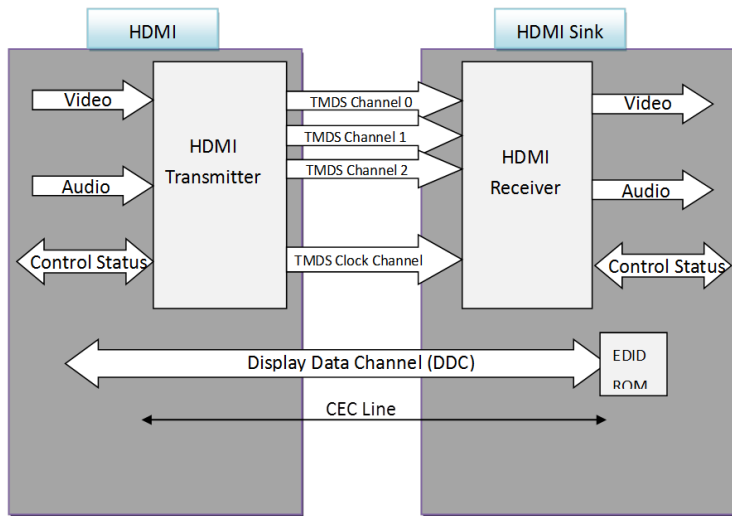 HDMI
HDMI Sink
Video
Audio
Control Status
HDMI
Transmitter
TMDS Channel 0
TMDS Channel 1
TMDS Channel 2
TMDS Clock Channel
HDMI
Receiver
Video
Audio
Control Status
Display Data Channel (DDC)
EDID
ROM
CEC Line